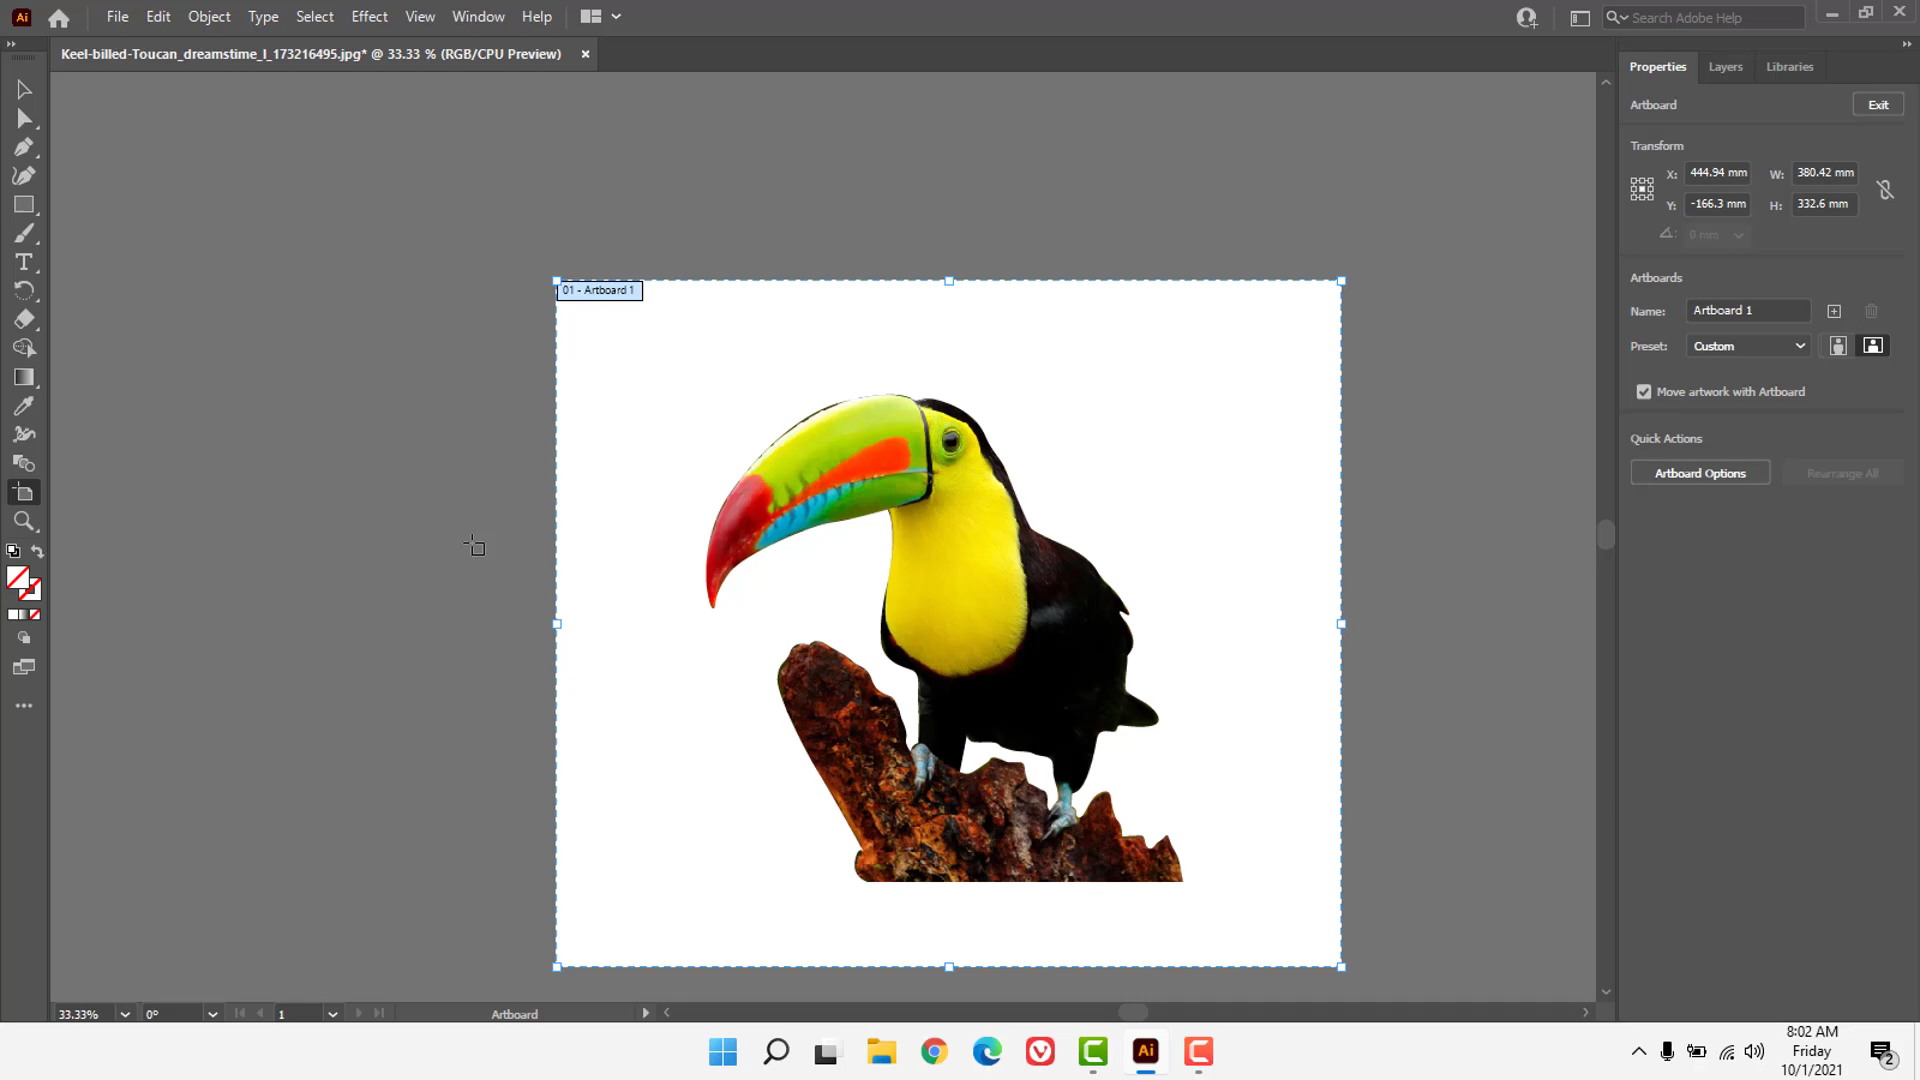 Ai File Edit Object Type Select Effect View Window Help Search Adobe Help
Keel-billed-Toucan_dreamstime_l_173216495.jpg* @ 33.33 % (RGB/CPU Preview) ×
Properties Layers Libraries
Artboard Exit
Transform
X: 444.94 mm W: 380.42 mm
Y: -166.3 mm H: 332.6 mm
0 mm
Artboards
01 - Artboard 1
Name: Artboard 1
Preset: Custom
Move artwork with Artboard
Quick Actions
Artboard Options Rearrange All
33.33% 0° 1 Artboard
Ai
8:02 AM
Friday
10/1/2021
2